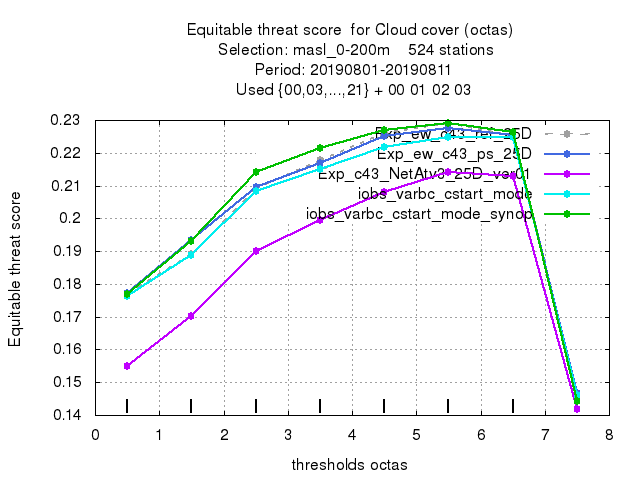 Equitable threat score  for Cloud cover (octas)
Selection: masl_0-200m    524 stations
Period: 20190801-20190811
Used {00,03,...,21} + 00 01 02 03
Equitable threat score
0.23
0.22
0.21
0.2
0.19
0.18
0.17
0.16
0.15
0.14
Exp_ew_c43_ref_25D
Exp_ew_c43_ps_25D
Exp_c43_NetAtv3_25D_ver01
iobs_varbc_cstart_mode
iobs_varbc_cstart_mode_synop
0 1 2 3 4 5 6 7 8
thresholds octas